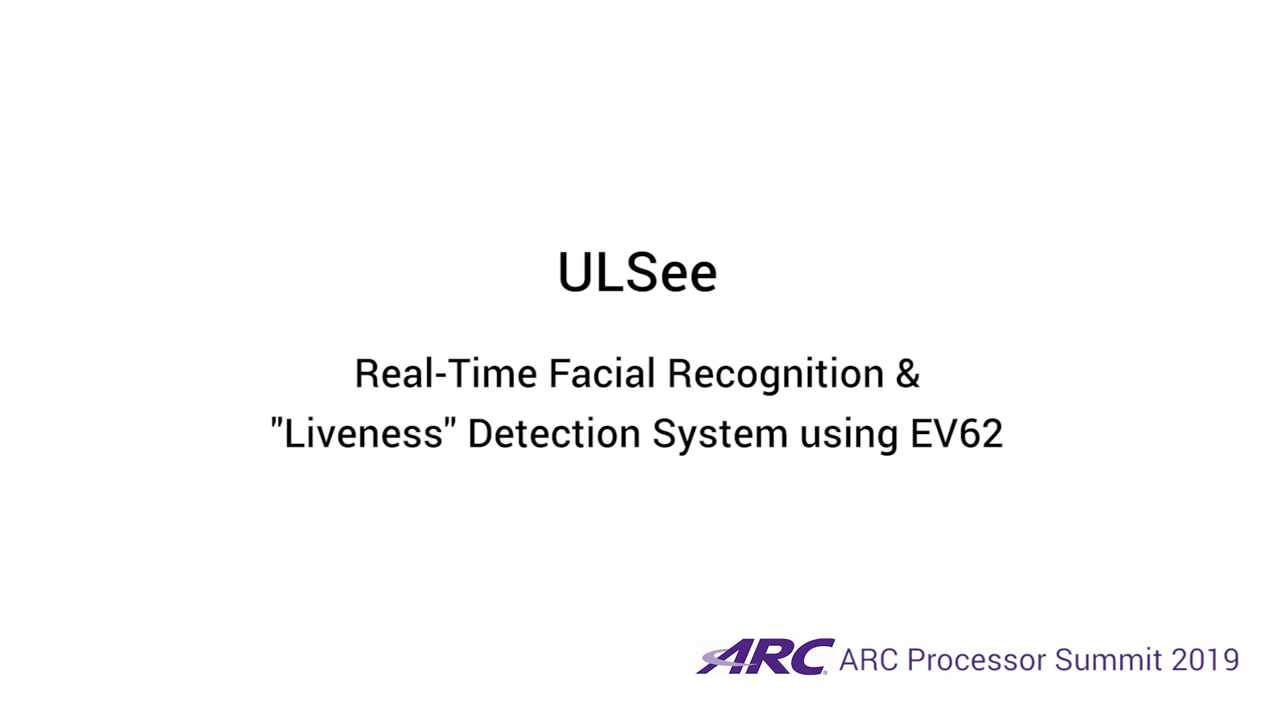 ULSee
Real-Time Facial Recognition &
"Liveness" Detection System using EV62
ARC® ARC Processor Summit 2019